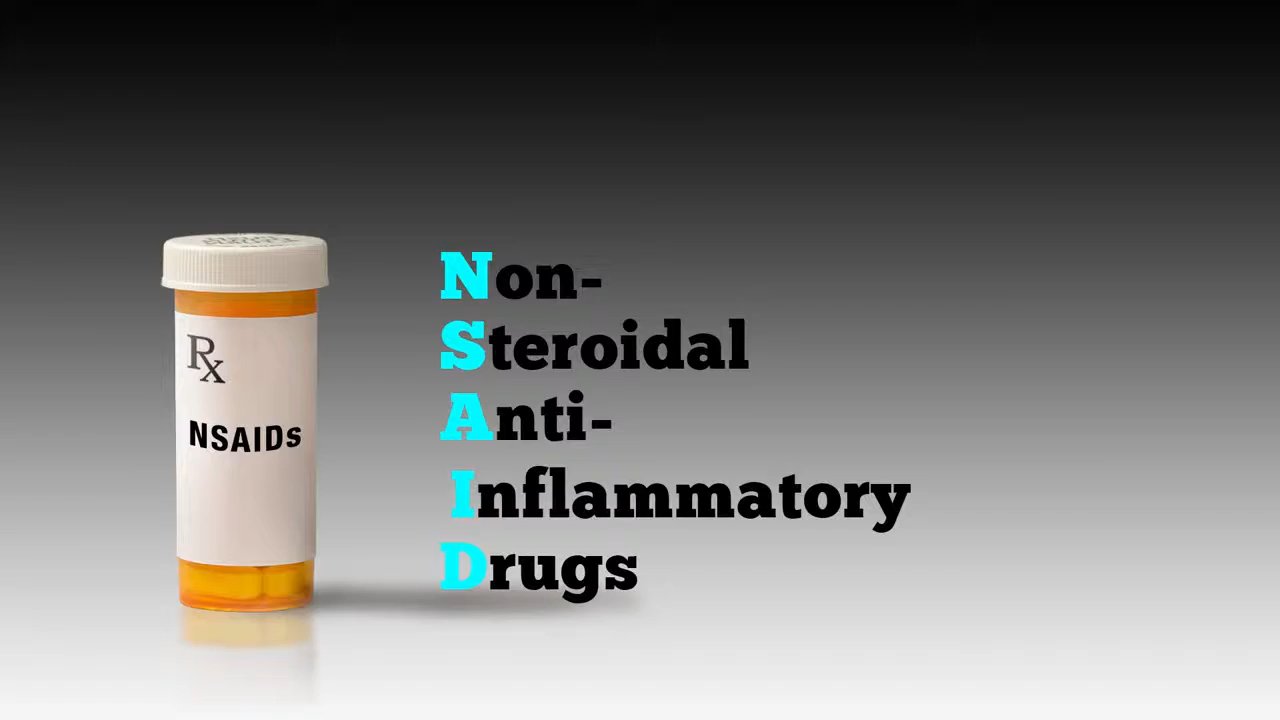 Rx
NSAIDs
Non-
Steroidal
Anti-
Inflammatory
Drugs